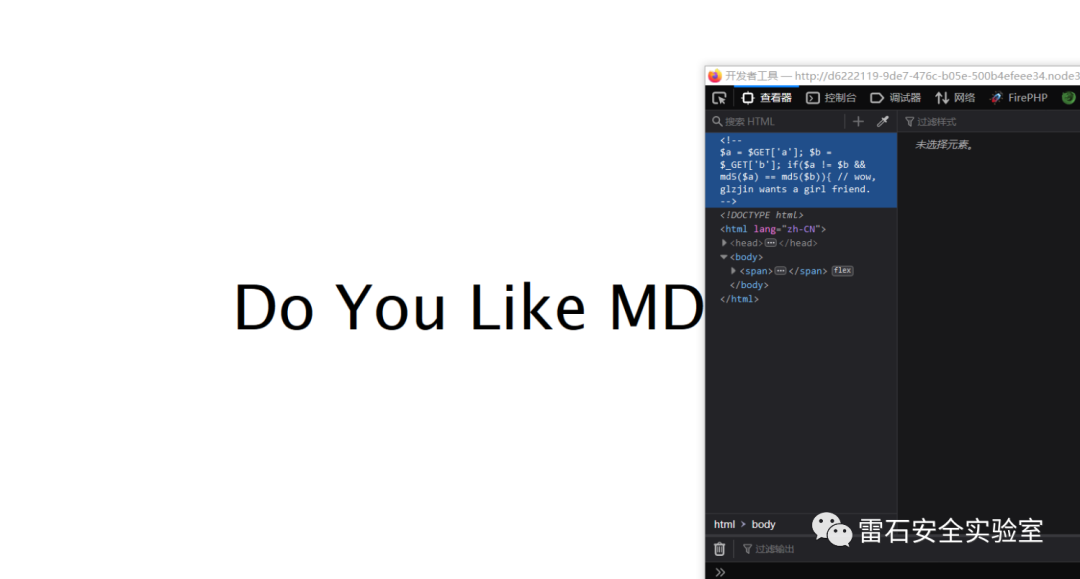 开发者工具 — http://d6222119-9de7-476c-b05e-500b4efeee34.node3
查看器 控制台 调试器 网络 FirePHP
搜索 HTML
过滤样式
<!--
$a = $GET['a']; $b =
$_GET['b']; if($a != $b &&
md5($a) == md5($b)){ // wow,
glzjin wants a girl friend.
-->
未选择元素。
<!DOCTYPE html>
<html lang="zh-CN">
<head></head>
<body>
<span></span> flex
</body>
</html>
Do You Like MD
html > body
雷石安全实验室
过滤输出